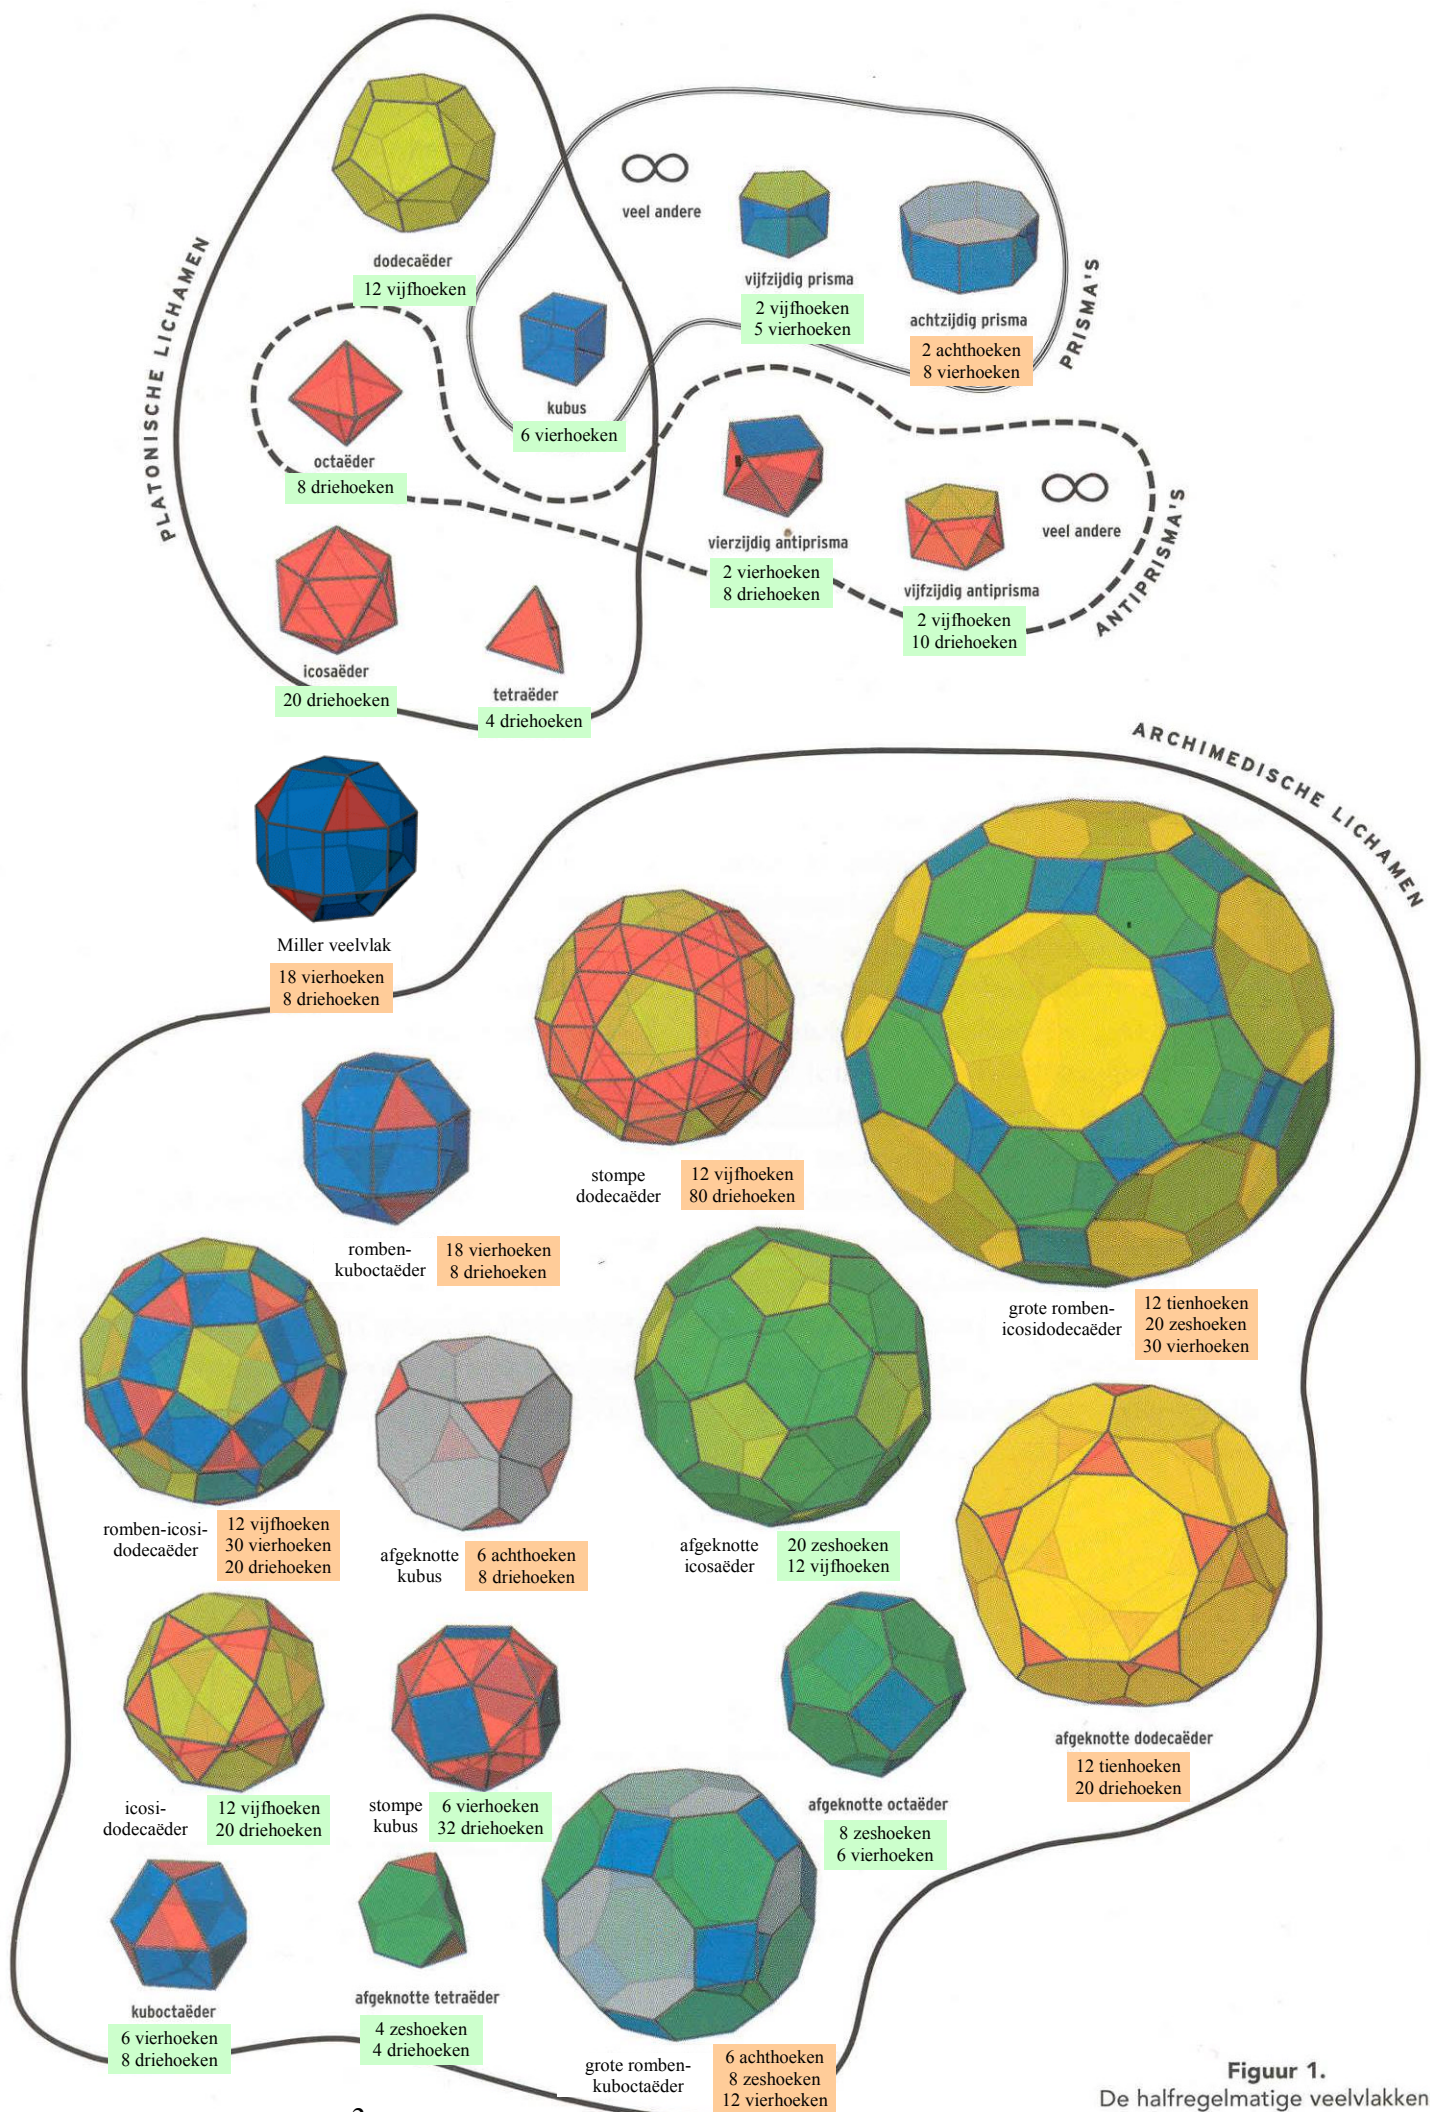 PLATONISCHE LICHAMEN
dodecaëder
12 vijfhoeken
∞
veel andere
vijfzijdig prisma
2 vijfhoeken
5 vierhoeken
achtzijdig prisma
2 achthoeken
8 vierhoeken
PRISMA'S
kubus
6 vierhoeken
octaëder
8 driehoeken
icosaëder
20 driehoeken
tetraëder
4 driehoeken
vierzijdig antiprisma
2 vierhoeken
8 driehoeken
vijfzijdig antiprisma
2 vijfhoeken
10 driehoeken
∞
veel andere
ANTIPRISMA'S
Miller veelvlak
18 vierhoeken
8 driehoeken
ARCHIMEDISCHE LICHAMEN
stompe
dodecaëder
12 vijfhoeken
80 driehoeken
romben-
kuboctaëder
18 vierhoeken
8 driehoeken
grote romben-
icosidodecaëder
12 tienhoeken
20 zeshoeken
30 vierhoeken
romben-icosi-
dodecaëder
12 vijfhoeken
30 vierhoeken
20 driehoeken
afgeknotte
kubus
6 achthoeken
8 driehoeken
afgeknotte
icosaëder
20 zeshoeken
12 vijfhoeken
afgeknotte dodecaëder
12 tienhoeken
20 driehoeken
icosi-
dodecaëder
12 vijfhoeken
20 driehoeken
stompe
kubus
6 vierhoeken
32 driehoeken
afgeknotte octaëder
8 zeshoeken
6 vierhoeken
kuboctaëder
6 vierhoeken
8 driehoeken
afgeknotte tetraëder
4 zeshoeken
4 driehoeken
grote romben-
kuboctaëder
6 achthoeken
8 zeshoeken
12 vierhoeken
Figuur 1.
De halfregelmatige veelvlakken